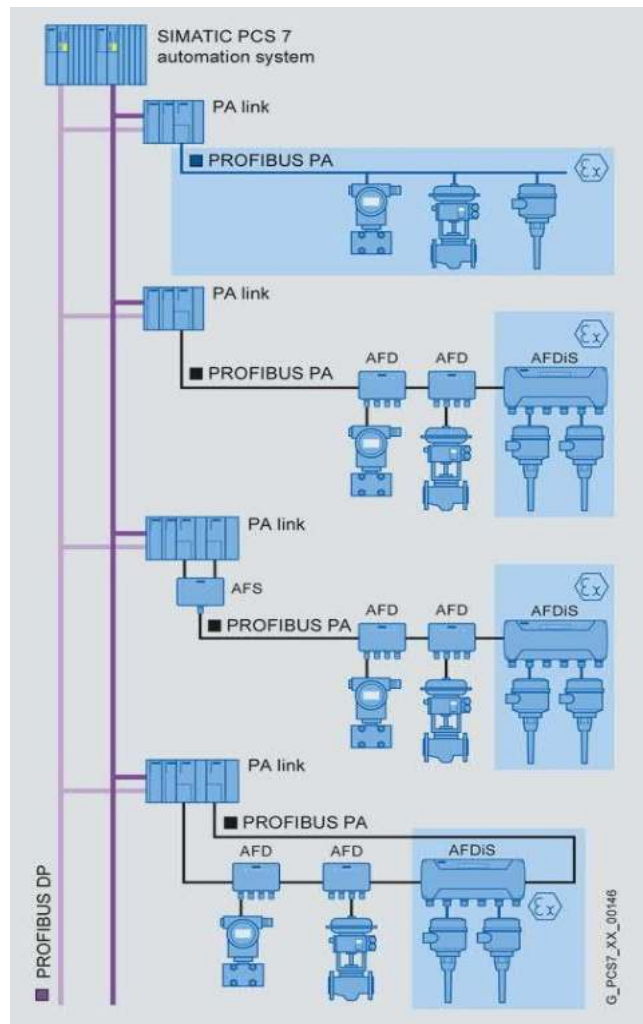 SIMATIC PCS 7
automation system
PA link
PROFIBUS PA
Ex
PA link
Ex
AFD
AFD
AFDiS
PROFIBUS PA
PA link
AFS
Ex
AFD
AFD
AFDiS
PROFIBUS PA
PA link
PROFIBUS PA
AFD
AFD
AFDiS
Ex
PROFIBUS DP
G_PCS7_XX_00146